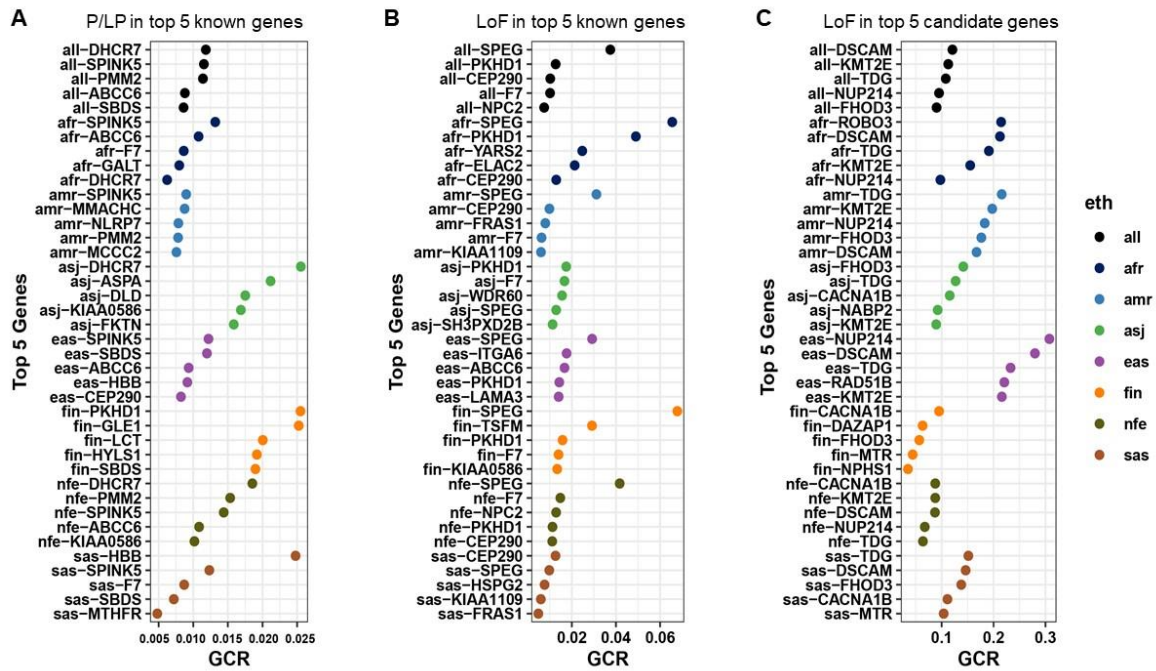 A
P/LP in top 5 known genes
Top 5 Genes
all−DHCR7
all−SPINK5
all−PMM2
all−ABCC6
all−SBDS
afr−SPINK5
afr−ABCC6
afr−F7
afr−GALT
afr−DHCR7
amr−SPINK5
amr−MMACHC
amr−NLRP7
amr−PMM2
amr−MCCC2
asj−DHCR7
asj−ASPA
asj−DLD
asj−KIAA0586
asj−FKTN
eas−SPINK5
eas−SBDS
eas−ABCC6
eas−HBB
eas−CEP290
fin−PKHD1
fin−GLE1
fin−LCT
fin−HYLS1
fin−SBDS
nfe−DHCR7
nfe−PMM2
nfe−SPINK5
nfe−ABCC6
nfe−KIAA0586
sas−HBB
sas−SPINK5
sas−F7
sas−SBDS
sas−MTHFR
0.005 0.010 0.015 0.020 0.025
GCR
B
LoF in top 5 known genes
Top 5 Genes
all−SPEG
all−PKHD1
all−CEP290
all−F7
all−NPC2
afr−SPEG
afr−PKHD1
afr−YARS2
afr−ELAC2
afr−CEP290
amr−SPEG
amr−CEP290
amr−FRAS1
amr−F7
amr−KIAA1109
asj−PKHD1
asj−F7
asj−WDR60
asj−SPEG
asj−SH3PXD2B
eas−SPEG
eas−ITGA6
eas−ABCC6
eas−PKHD1
eas−LAMA3
fin−SPEG
fin−TSFM
fin−PKHD1
fin−F7
fin−KIAA0586
nfe−SPEG
nfe−F7
nfe−NPC2
nfe−PKHD1
nfe−CEP290
sas−CEP290
sas−SPEG
sas−HSPG2
sas−KIAA1109
sas−FRAS1
0.02 0.04 0.06
GCR
C
LoF in top 5 candidate genes
Top 5 Genes
all−DSCAM
all−KMT2E
all−TDG
all−NUP214
all−FHOD3
afr−ROBO3
afr−DSCAM
afr−TDG
afr−KMT2E
afr−NUP214
amr−TDG
amr−KMT2E
amr−NUP214
amr−FHOD3
amr−DSCAM
asj−FHOD3
asj−TDG
asj−CACNA1B
asj−NABP2
asj−KMT2E
eas−NUP214
eas−DSCAM
eas−TDG
eas−RAD51B
eas−KMT2E
fin−CACNA1B
fin−DAZAP1
fin−FHOD3
fin−MTR
fin−NPHS1
nfe−CACNA1B
nfe−KMT2E
nfe−DSCAM
nfe−NUP214
nfe−TDG
sas−TDG
sas−DSCAM
sas−FHOD3
sas−CACNA1B
sas−MTR
0.1 0.2 0.3
GCR
eth
all
afr
amr
asj
eas
fin
nfe
sas